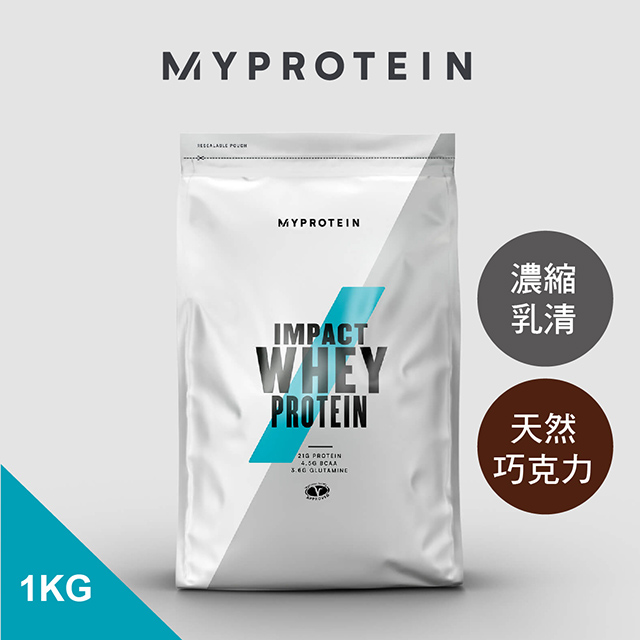 MYPROTEIN
RESEALABLE POUCH
MYPROTEIN
IMPACT
WHEY
PROTEIN
21G PROTEIN
4.5G BCAA
3.6G GLUTAMINE
APPROVED
濃縮
乳清
天然
巧克力
1KG